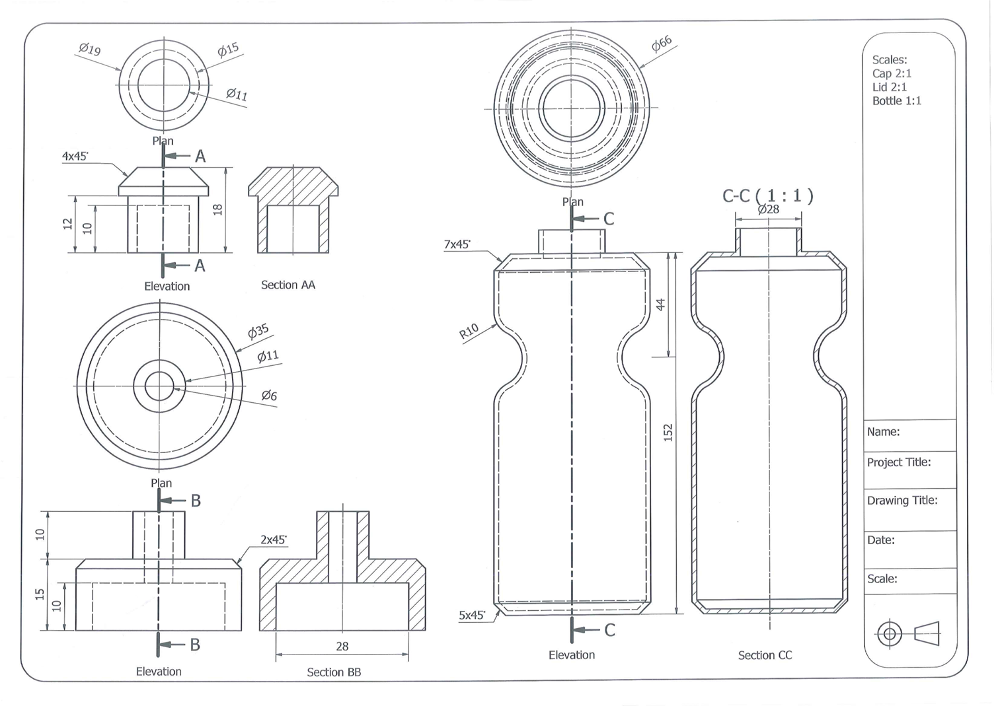 Ø19
Ø15
Ø11
Plan
A
4x45°
12
10
18
A
Elevation
Section AA
Ø35
Ø11
Ø6
Plan
B
10
2x45°
15
10
B
28
Elevation
Section BB
Ø66
Plan
C
7x45°
R10
44
152
5x45°
C
Elevation
C-C ( 1 : 1 )
Ø28
Section CC
Scales:
Cap 2:1
Lid 2:1
Bottle 1:1
Name:
Project Title:
Drawing Title:
Date:
Scale: